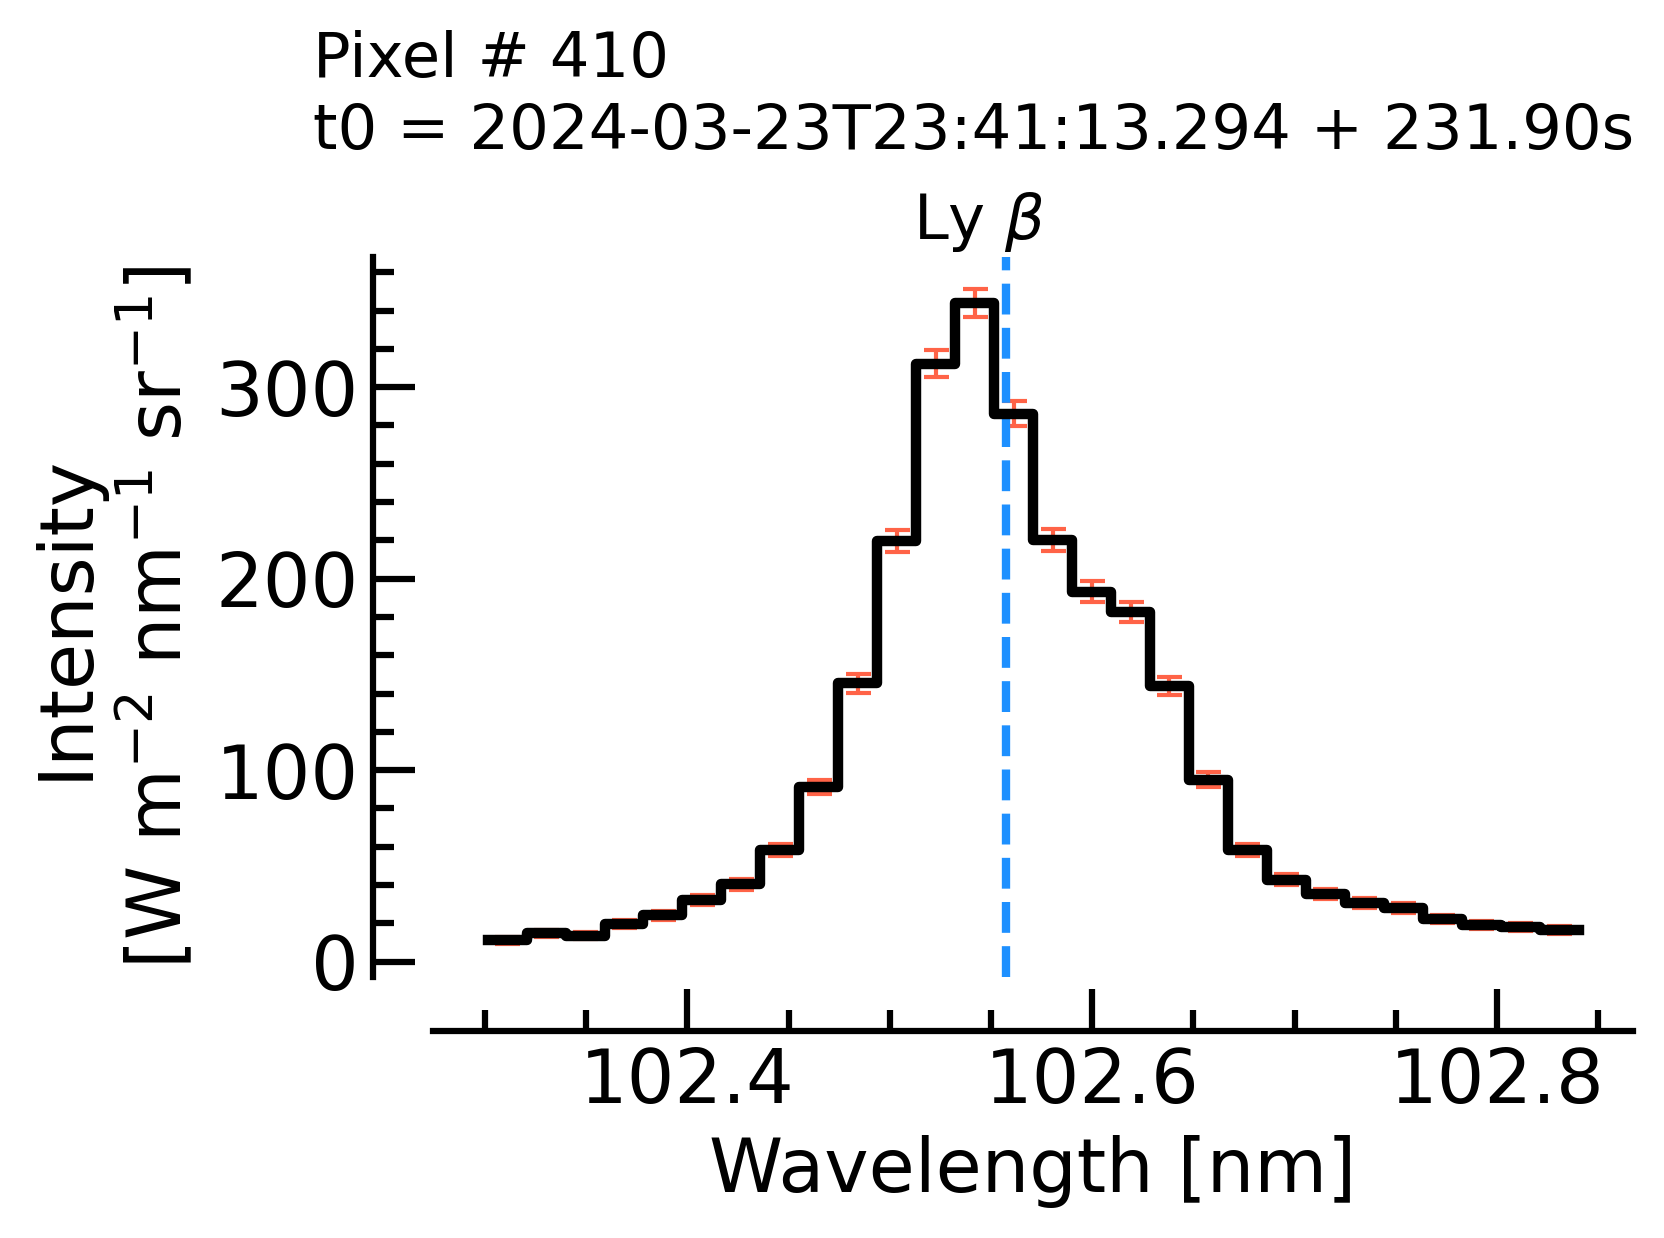 Pixel # 410
t0 = 2024-03-23T23:41:13.294 + 231.90s
Ly β
Intensity
[W m⁻² nm⁻¹ sr⁻¹]
300
200
100
0
102.4 102.6 102.8
Wavelength [nm]